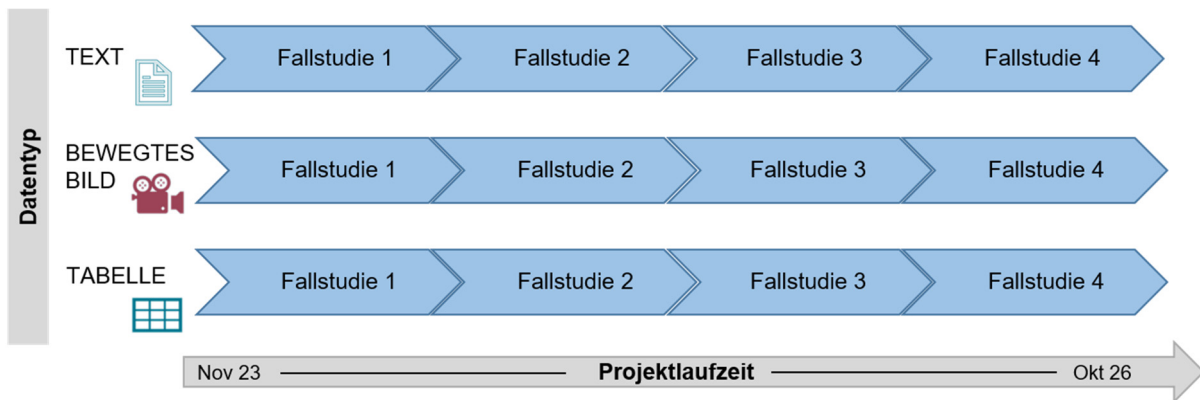 Datentyp
TEXT
Fallstudie 1
Fallstudie 2
Fallstudie 3
Fallstudie 4
BEWEGTES
BILD
Fallstudie 1
Fallstudie 2
Fallstudie 3
Fallstudie 4
TABELLE
Fallstudie 1
Fallstudie 2
Fallstudie 3
Fallstudie 4
Nov 23
Projektlaufzeit
Okt 26